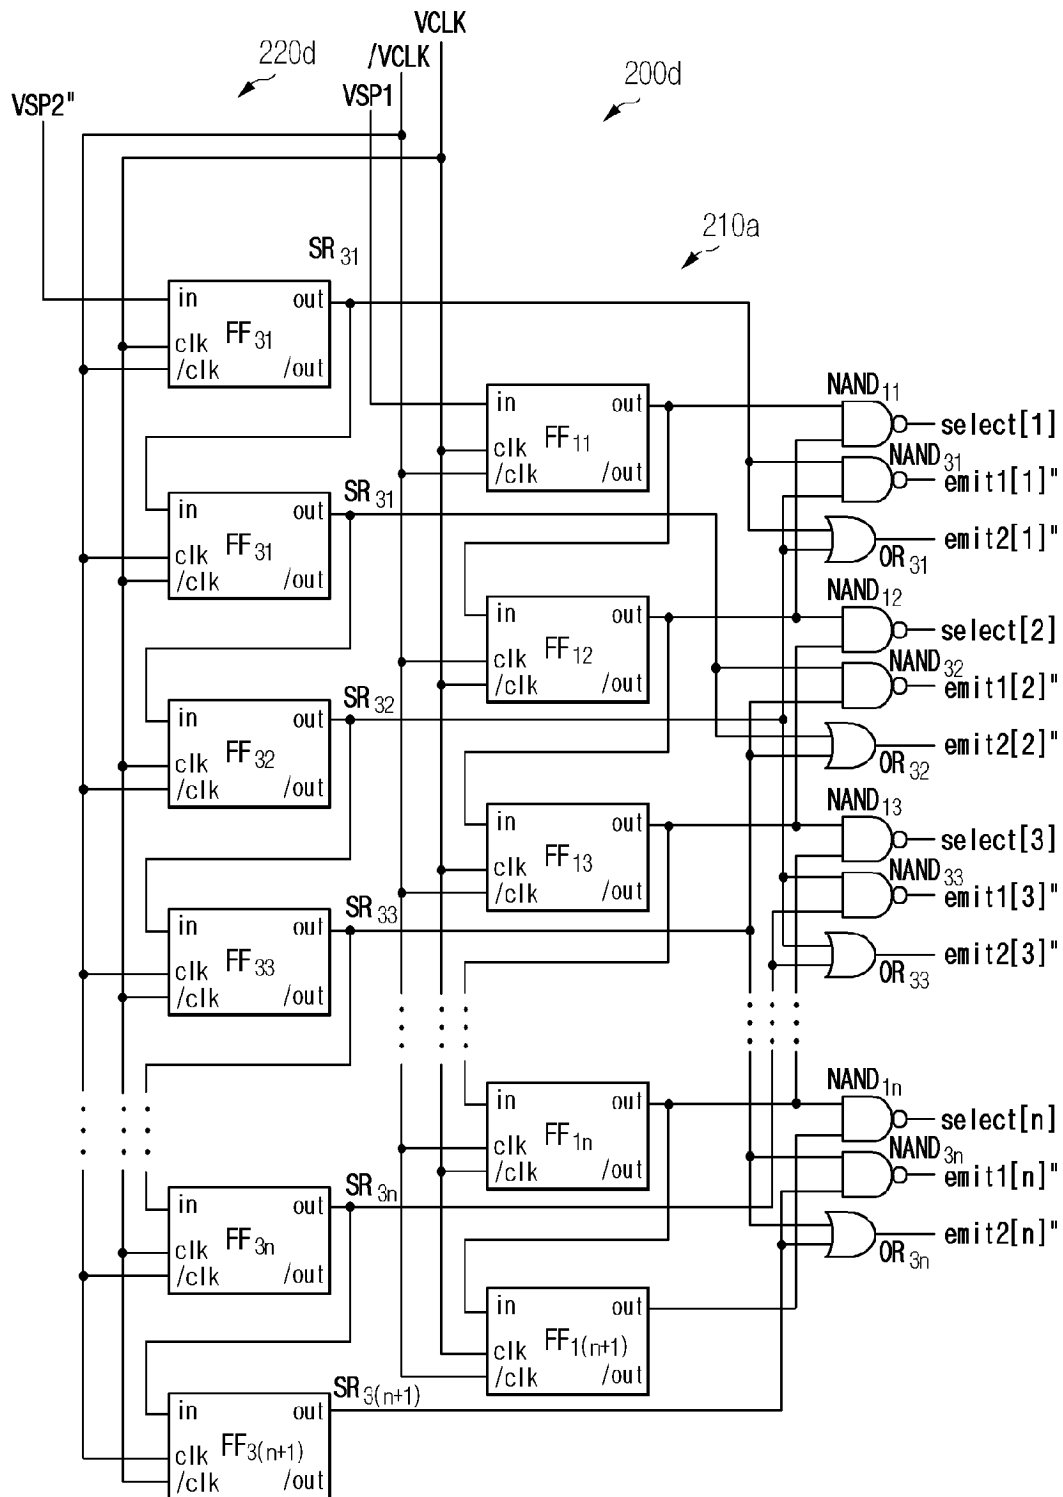 VCLK
/VCLK
220d
200d
VSP1
VSP2"
210a
SR31
in out
FF31
clk
/clk /out
in out
FF11
clk
/clk /out
NAND11
select[1]
NAND31
emit1[1]"
emit2[1]"
OR31
SR31
in out
FF31
clk
/clk /out
in out
FF12
clk
/clk /out
NAND12
select[2]
NAND32
emit1[2]"
emit2[2]"
OR32
SR32
in out
FF32
clk
/clk /out
in out
FF13
clk
/clk /out
NAND13
select[3]
NAND33
emit1[3]"
emit2[3]"
OR33
SR33
in out
FF33
clk
/clk /out
in out
FF1n
clk
/clk /out
NAND1n
select[n]
NAND3n
emit1[n]"
emit2[n]"
OR3n
SR3n
in out
FF3n
clk
/clk /out
in out
FF1(n+1)
clk
/clk /out
SR3(n+1)
in out
FF3(n+1)
clk
/clk /out